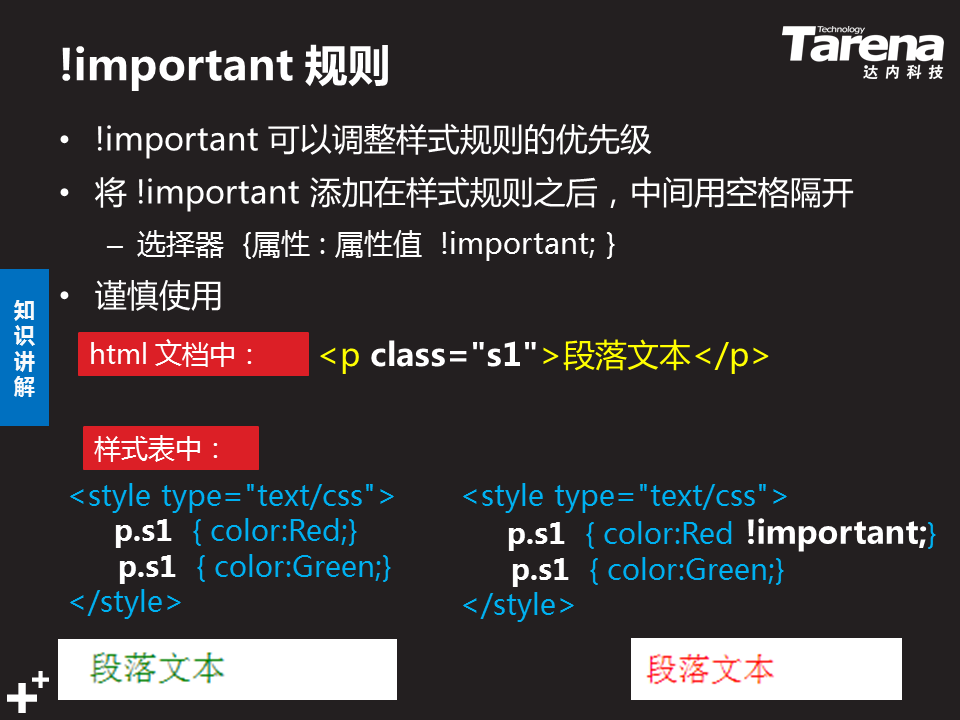 !important 规则
Technology
Tarena
达内科技
• !important 可以调整样式规则的优先级
• 将 !important 添加在样式规则之后，中间用空格隔开
– 选择器 {属性 : 属性值 !important; }
• 谨慎使用
知识讲解
html 文档中：
<p class="s1">段落文本</p>
样式表中：
<style type="text/css">
p.s1 { color:Red;}
p.s1 { color:Green;}
</style>
<style type="text/css">
p.s1 { color:Red !important;}
p.s1 { color:Green;}
</style>
段落文本
段落文本